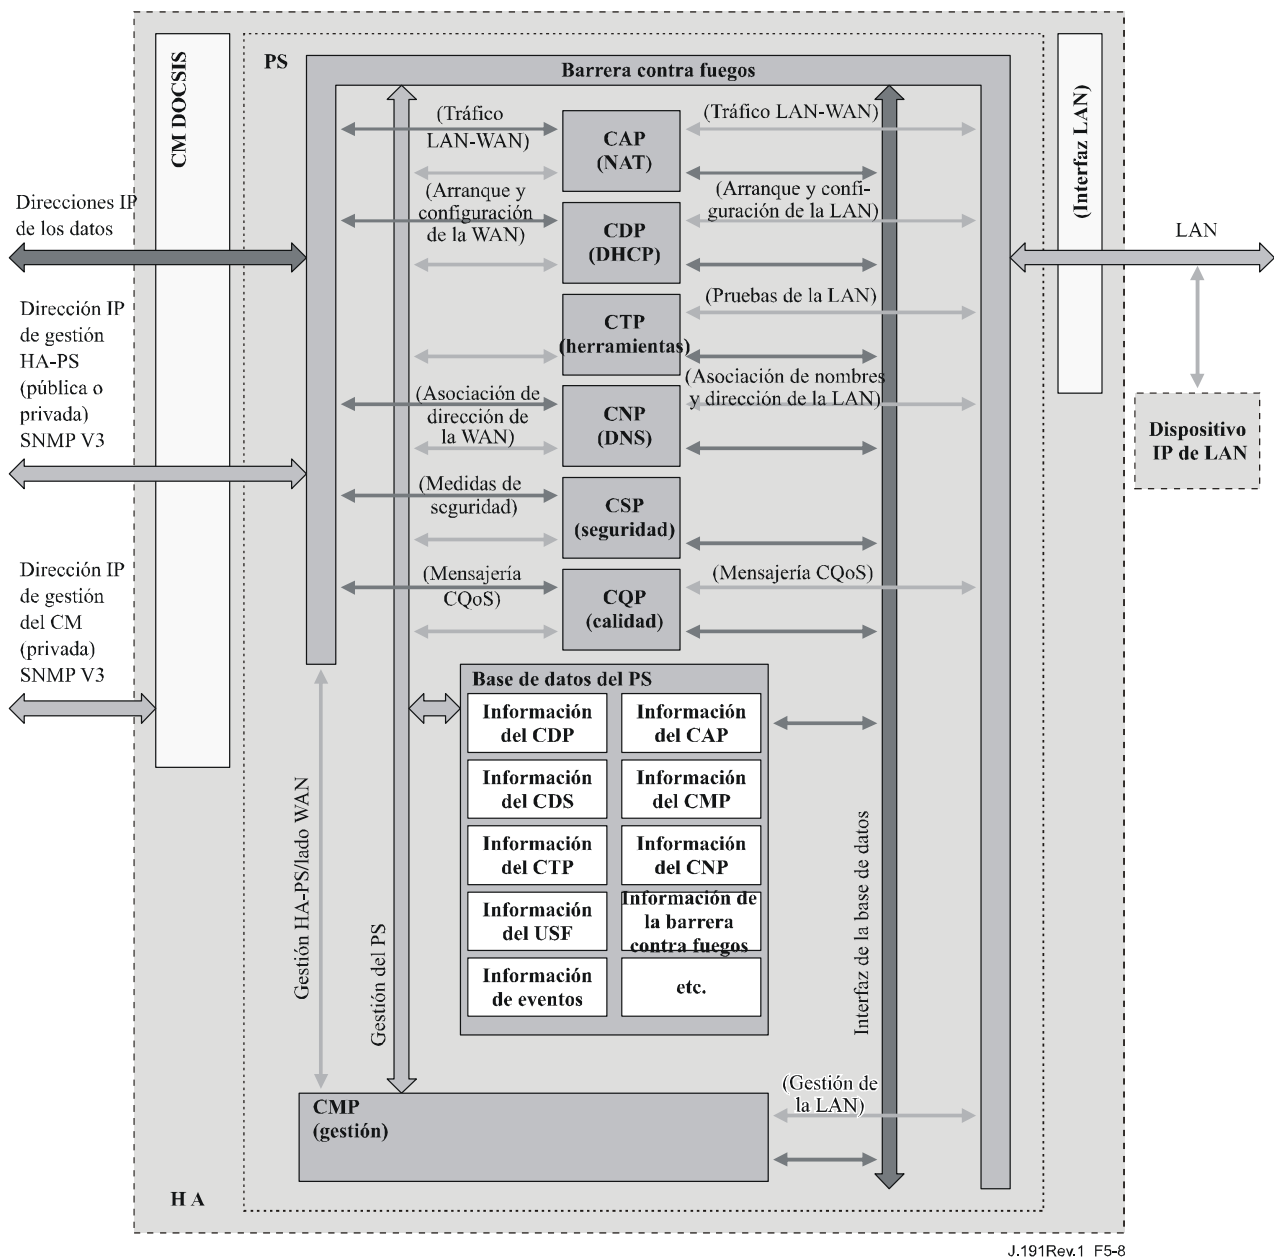 CM DOCSIS
PS
Barrera contra fuegos
(Interfaz LAN)
(Tráfico
LAN-WAN)
CAP
(NAT)
(Tráfico LAN-WAN)
Direcciones IP
de los datos
(Arranque y
configuración
de la WAN)
CDP
(DHCP)
(Arranque y confi-
guración de la LAN)
LAN
Dirección IP
de gestión
HA-PS
(pública o
privada)
SNMP V3
CTP
(herramientas)
(Pruebas de la LAN)
(Asociación de
dirección de
la WAN)
CNP
(DNS)
(Asociación de nombres
y dirección de la LAN)
Dispositivo
IP de LAN
(Medidas de
seguridad)
CSP
(seguridad)
Dirección IP
de gestión
del CM
(privada)
SNMP V3
(Mensajería
CQoS)
CQP
(calidad)
(Mensajería CQoS)
Base de datos del PS
Información
del CDP
Información
del CAP
Información
del CDS
Información
del CMP
Información
del CTP
Información
del CNP
Información
del USF
Información de
la barrera
contra fuegos
Información
de eventos
etc.
Gestión HA-PS/lado WAN
Gestión del PS
Interfaz de la base de datos
CMP
(gestión)
(Gestión de
la LAN)
H A
J.191Rev.1 F5-8